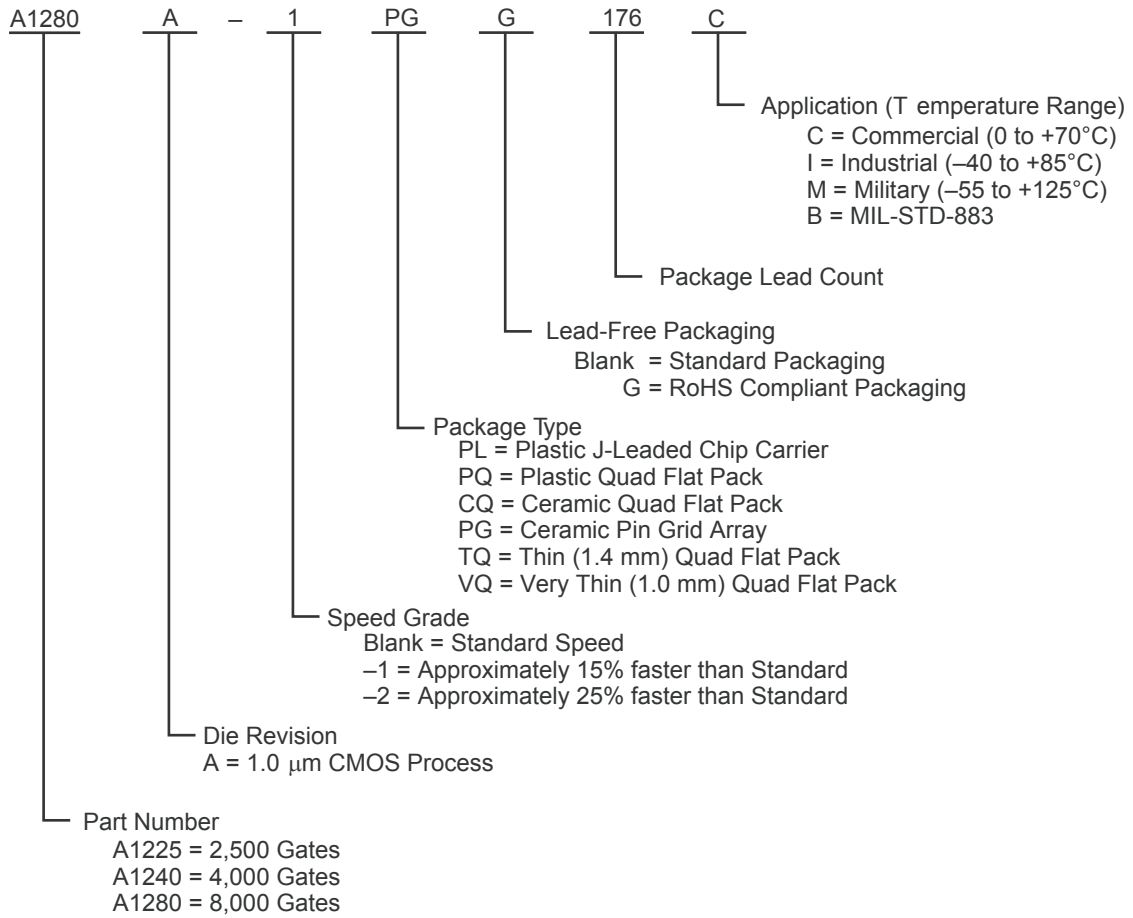 A1280 A – 1 PG G 176 C
Application (T emperature Range)
C = Commercial (0 to +70°C)
I = Industrial (–40 to +85°C)
M = Military (–55 to +125°C)
B = MIL-STD-883
Package Lead Count
Lead-Free Packaging
Blank = Standard Packaging
G = RoHS Compliant Packaging
Package Type
PL = Plastic J-Leaded Chip Carrier
PQ = Plastic Quad Flat Pack
CQ = Ceramic Quad Flat Pack
PG = Ceramic Pin Grid Array
TQ = Thin (1.4 mm) Quad Flat Pack
VQ = Very Thin (1.0 mm) Quad Flat Pack
Speed Grade
Blank = Standard Speed
–1 = Approximately 15% faster than Standard
–2 = Approximately 25% faster than Standard
Die Revision
A = 1.0 μm CMOS Process
Part Number
A1225 = 2,500 Gates
A1240 = 4,000 Gates
A1280 = 8,000 Gates